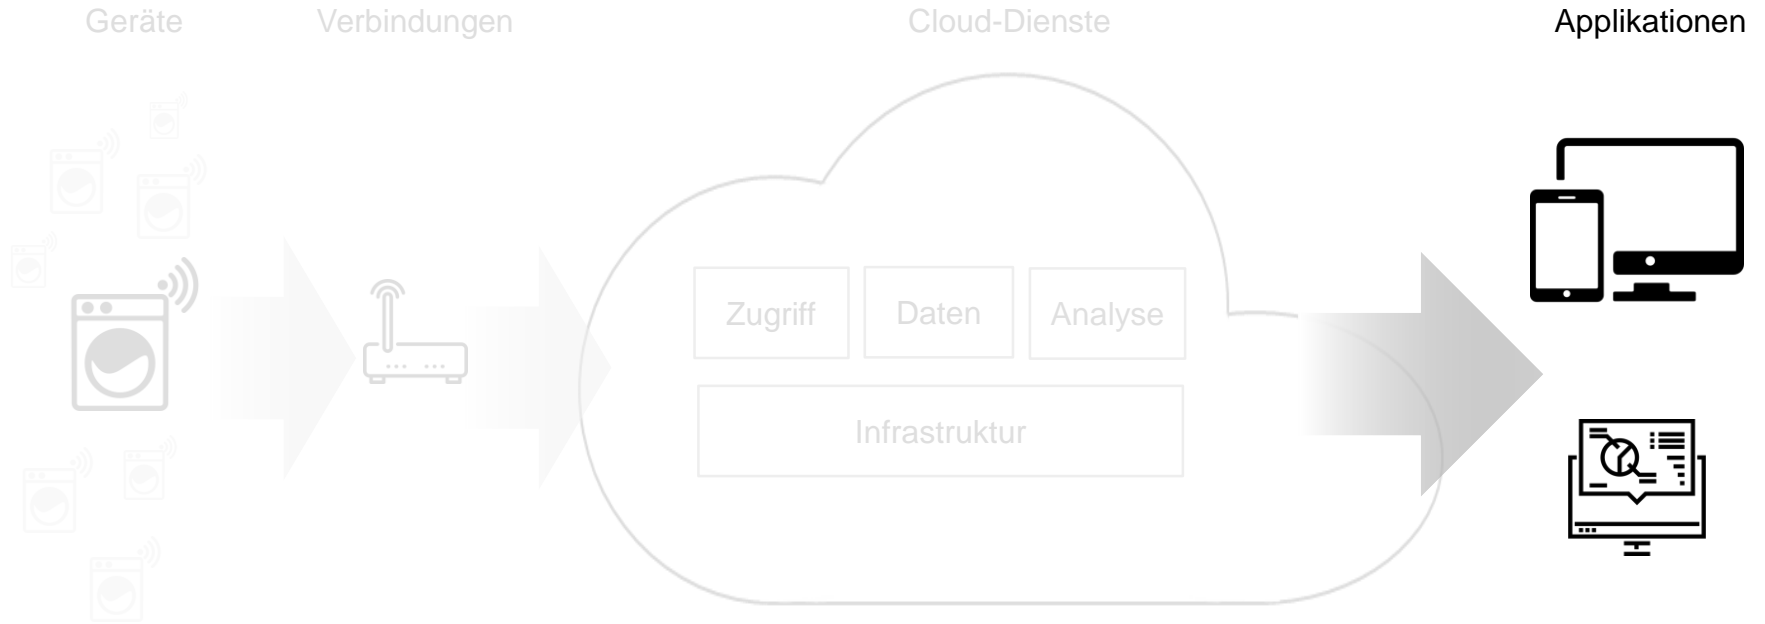 Geräte
Verbindungen
Cloud-Dienste
Applikationen
Zugriff
Daten
Analyse
Infrastruktur